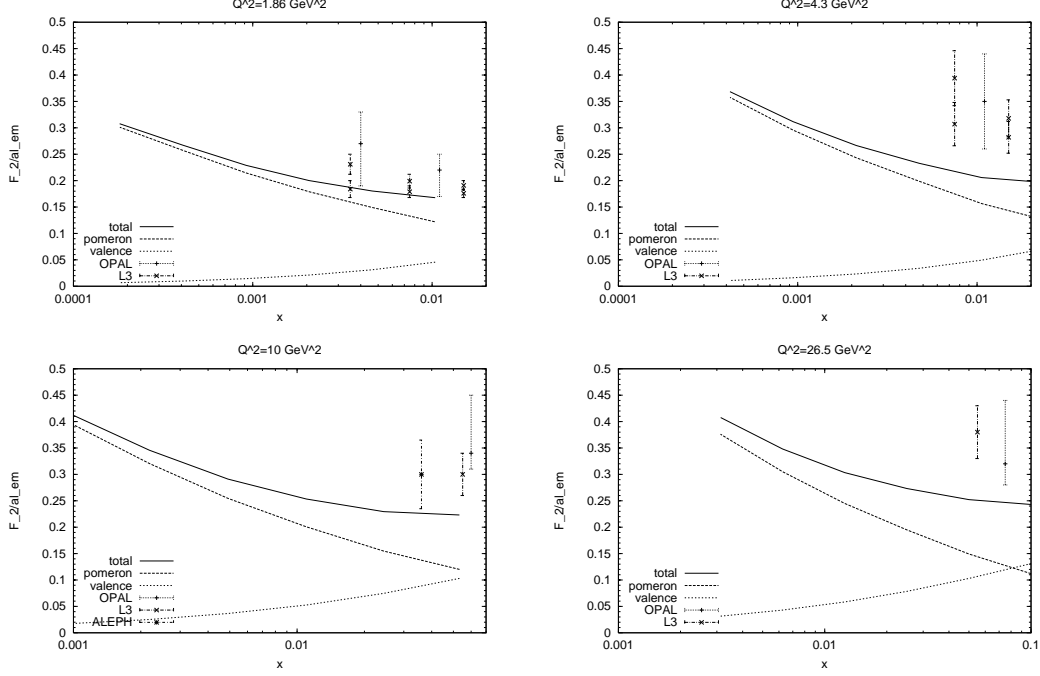 Q^2=1.86 GeV^2
0.5
0.45
0.4
0.35
0.3
0.25
0.2
0.15
0.1
0.05
0
F_2/al_em
total
pomeron
valence
OPAL
L3
0.0001 0.001 0.01
x
Q^2=4.3 GeV^2
0.5
0.45
0.4
0.35
0.3
0.25
0.2
0.15
0.1
0.05
0
F_2/al_em
total
pomeron
valence
OPAL
L3
0.0001 0.001 0.01
x
Q^2=10 GeV^2
0.5
0.45
0.4
0.35
0.3
0.25
0.2
0.15
0.1
0.05
0
F_2/al_em
total
pomeron
valence
OPAL
L3
ALEPH
0.001 0.01
x
Q^2=26.5 GeV^2
0.5
0.45
0.4
0.35
0.3
0.25
0.2
0.15
0.1
0.05
0
F_2/al_em
total
pomeron
valence
OPAL
L3
0.001 0.01 0.1
x